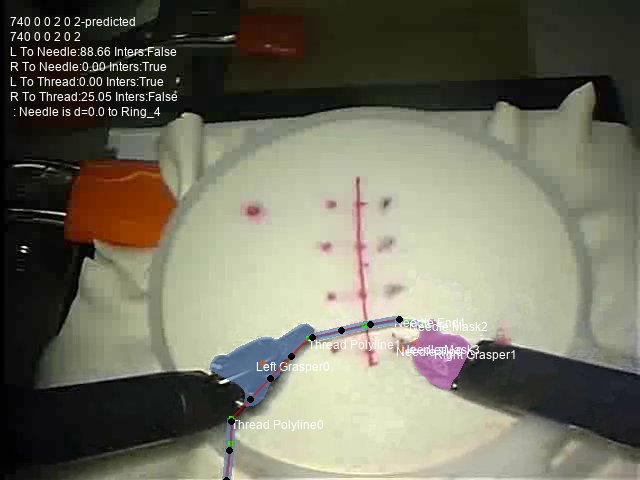 740 0 0 2 0 2-predicted
740 0 0 2 0 2
L To Needle:88.66 Inters:False
R To Needle:0.00 Inters:True
L To Thread:0.00 Inters:True
R To Thread:25.05 Inters:False
: Needle is d=0.0 to Ring_4
Needle End1
Needle Mask2
Thread Polyline1
Right Grasper1
Left Grasper0
Thread Polyline0